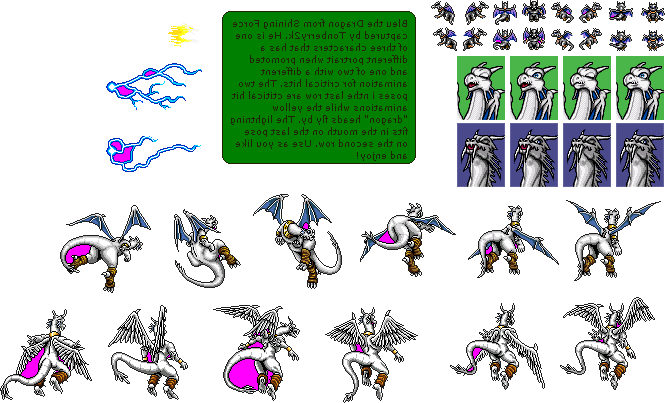 Bleu the Dragon from Shining Force
captured by Tonberry2k. He is one
of three characters that has a
different portrait when promoted
and one of two with a different
animation for critical hits. The two
poses i nthe last row are critical hit
animations while the yellow
"dragon" heads fly by. The lightning
fits in the mouth on the last pose
on the second row. Use as you like
and enjoy!